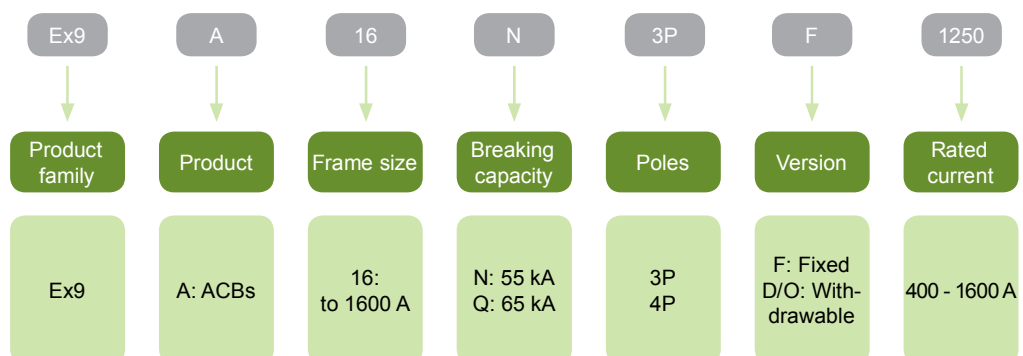 Ex9
A
16
N
3P
F
1250
Product
family
Product
Frame size
Breaking
capacity
Poles
Version
Rated
current
Ex9
A: ACBs
16:
to 1600 A
N: 55 kA
Q: 65 kA
3P
4P
F: Fixed
D/O: With-
drawable
400 - 1600 A